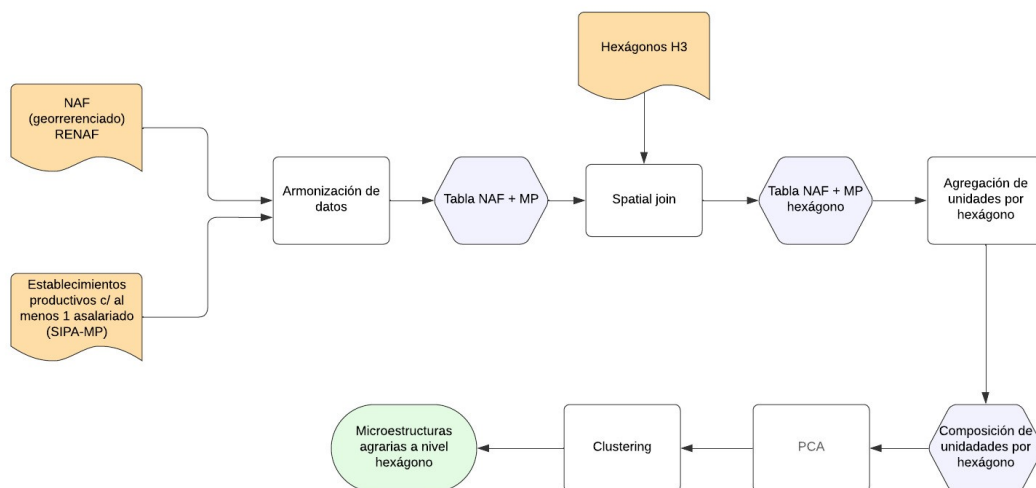 Hexágonos H3
NAF
(georrerenciado)
RENAF
Armonización de
datos
Tabla NAF + MP
Spatial join
Tabla NAF + MP
hexágono
Agregación de
unidades por
hexágono
Establecimientos
productivos c/ al
menos 1 asalariado
(SIPA-MP)
Microestructuras
agrarias a nivel
hexágono
Clustering
PCA
Composición de
unidadades por
hexágono